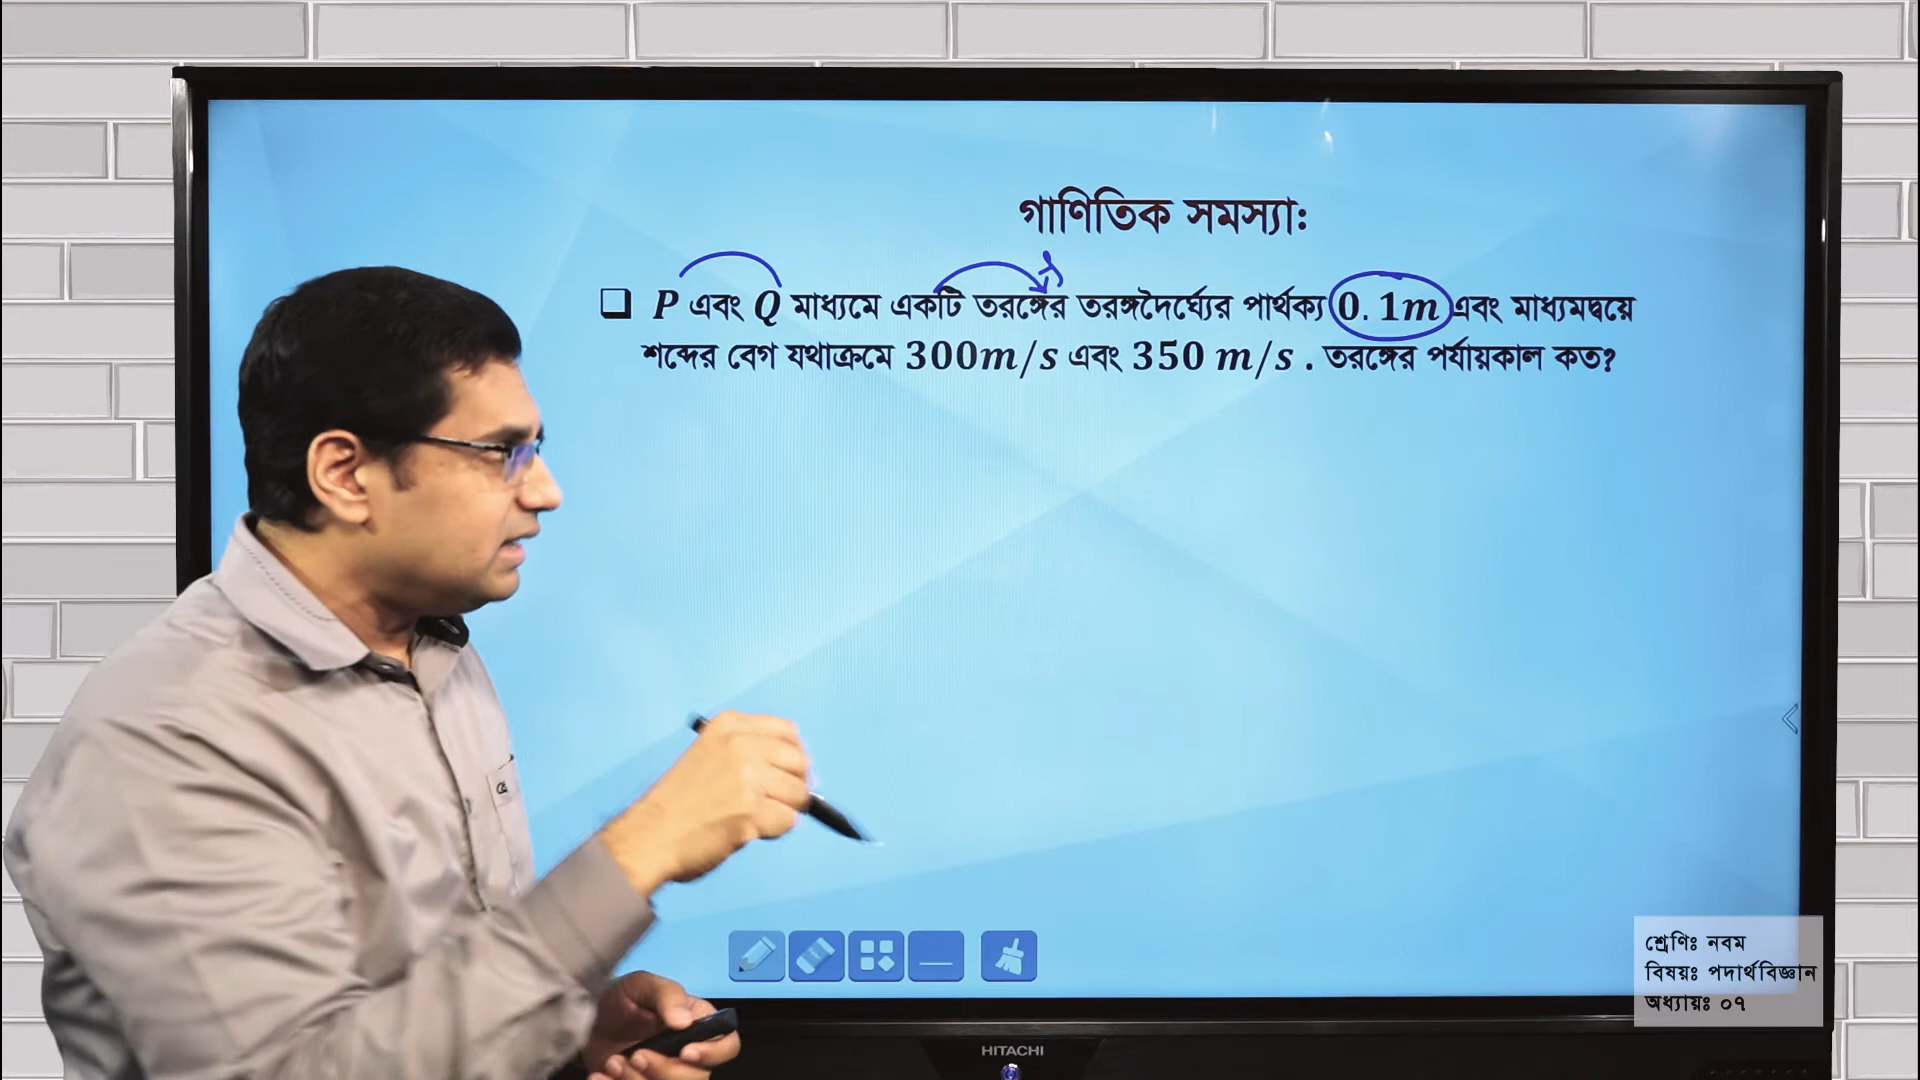 গাণিতিক সমস্যাঃ
❑ P এবং Q মাধ্যমে একটি তরঙ্গের তরঙ্গদৈর্ঘ্যের পার্থক্য 0. 1m এবং মাধ্যমদ্বয়ে
শব্দের বেগ যথাক্রমে 300m/s এবং 350 m/s . তরঙ্গের পর্যায়কাল কত?
শ্রেণিঃ নবম
বিষয়ঃ পদার্থবিজ্ঞান
অধ্যায়ঃ ০৭
HITACHI